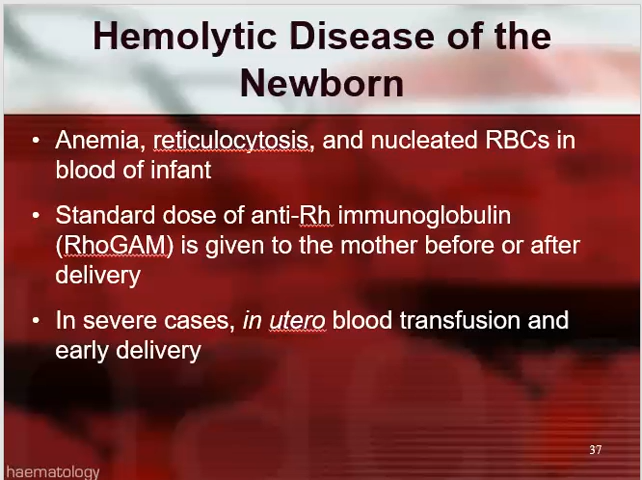 Hemolytic Disease of the
Newborn
• Anemia, reticulocytosis, and nucleated RBCs in
blood of infant
• Standard dose of anti-Rh immunoglobulin
(RhoGAM) is given to the mother before or after
delivery
• In severe cases, in utero blood transfusion and
early delivery
37
haematology